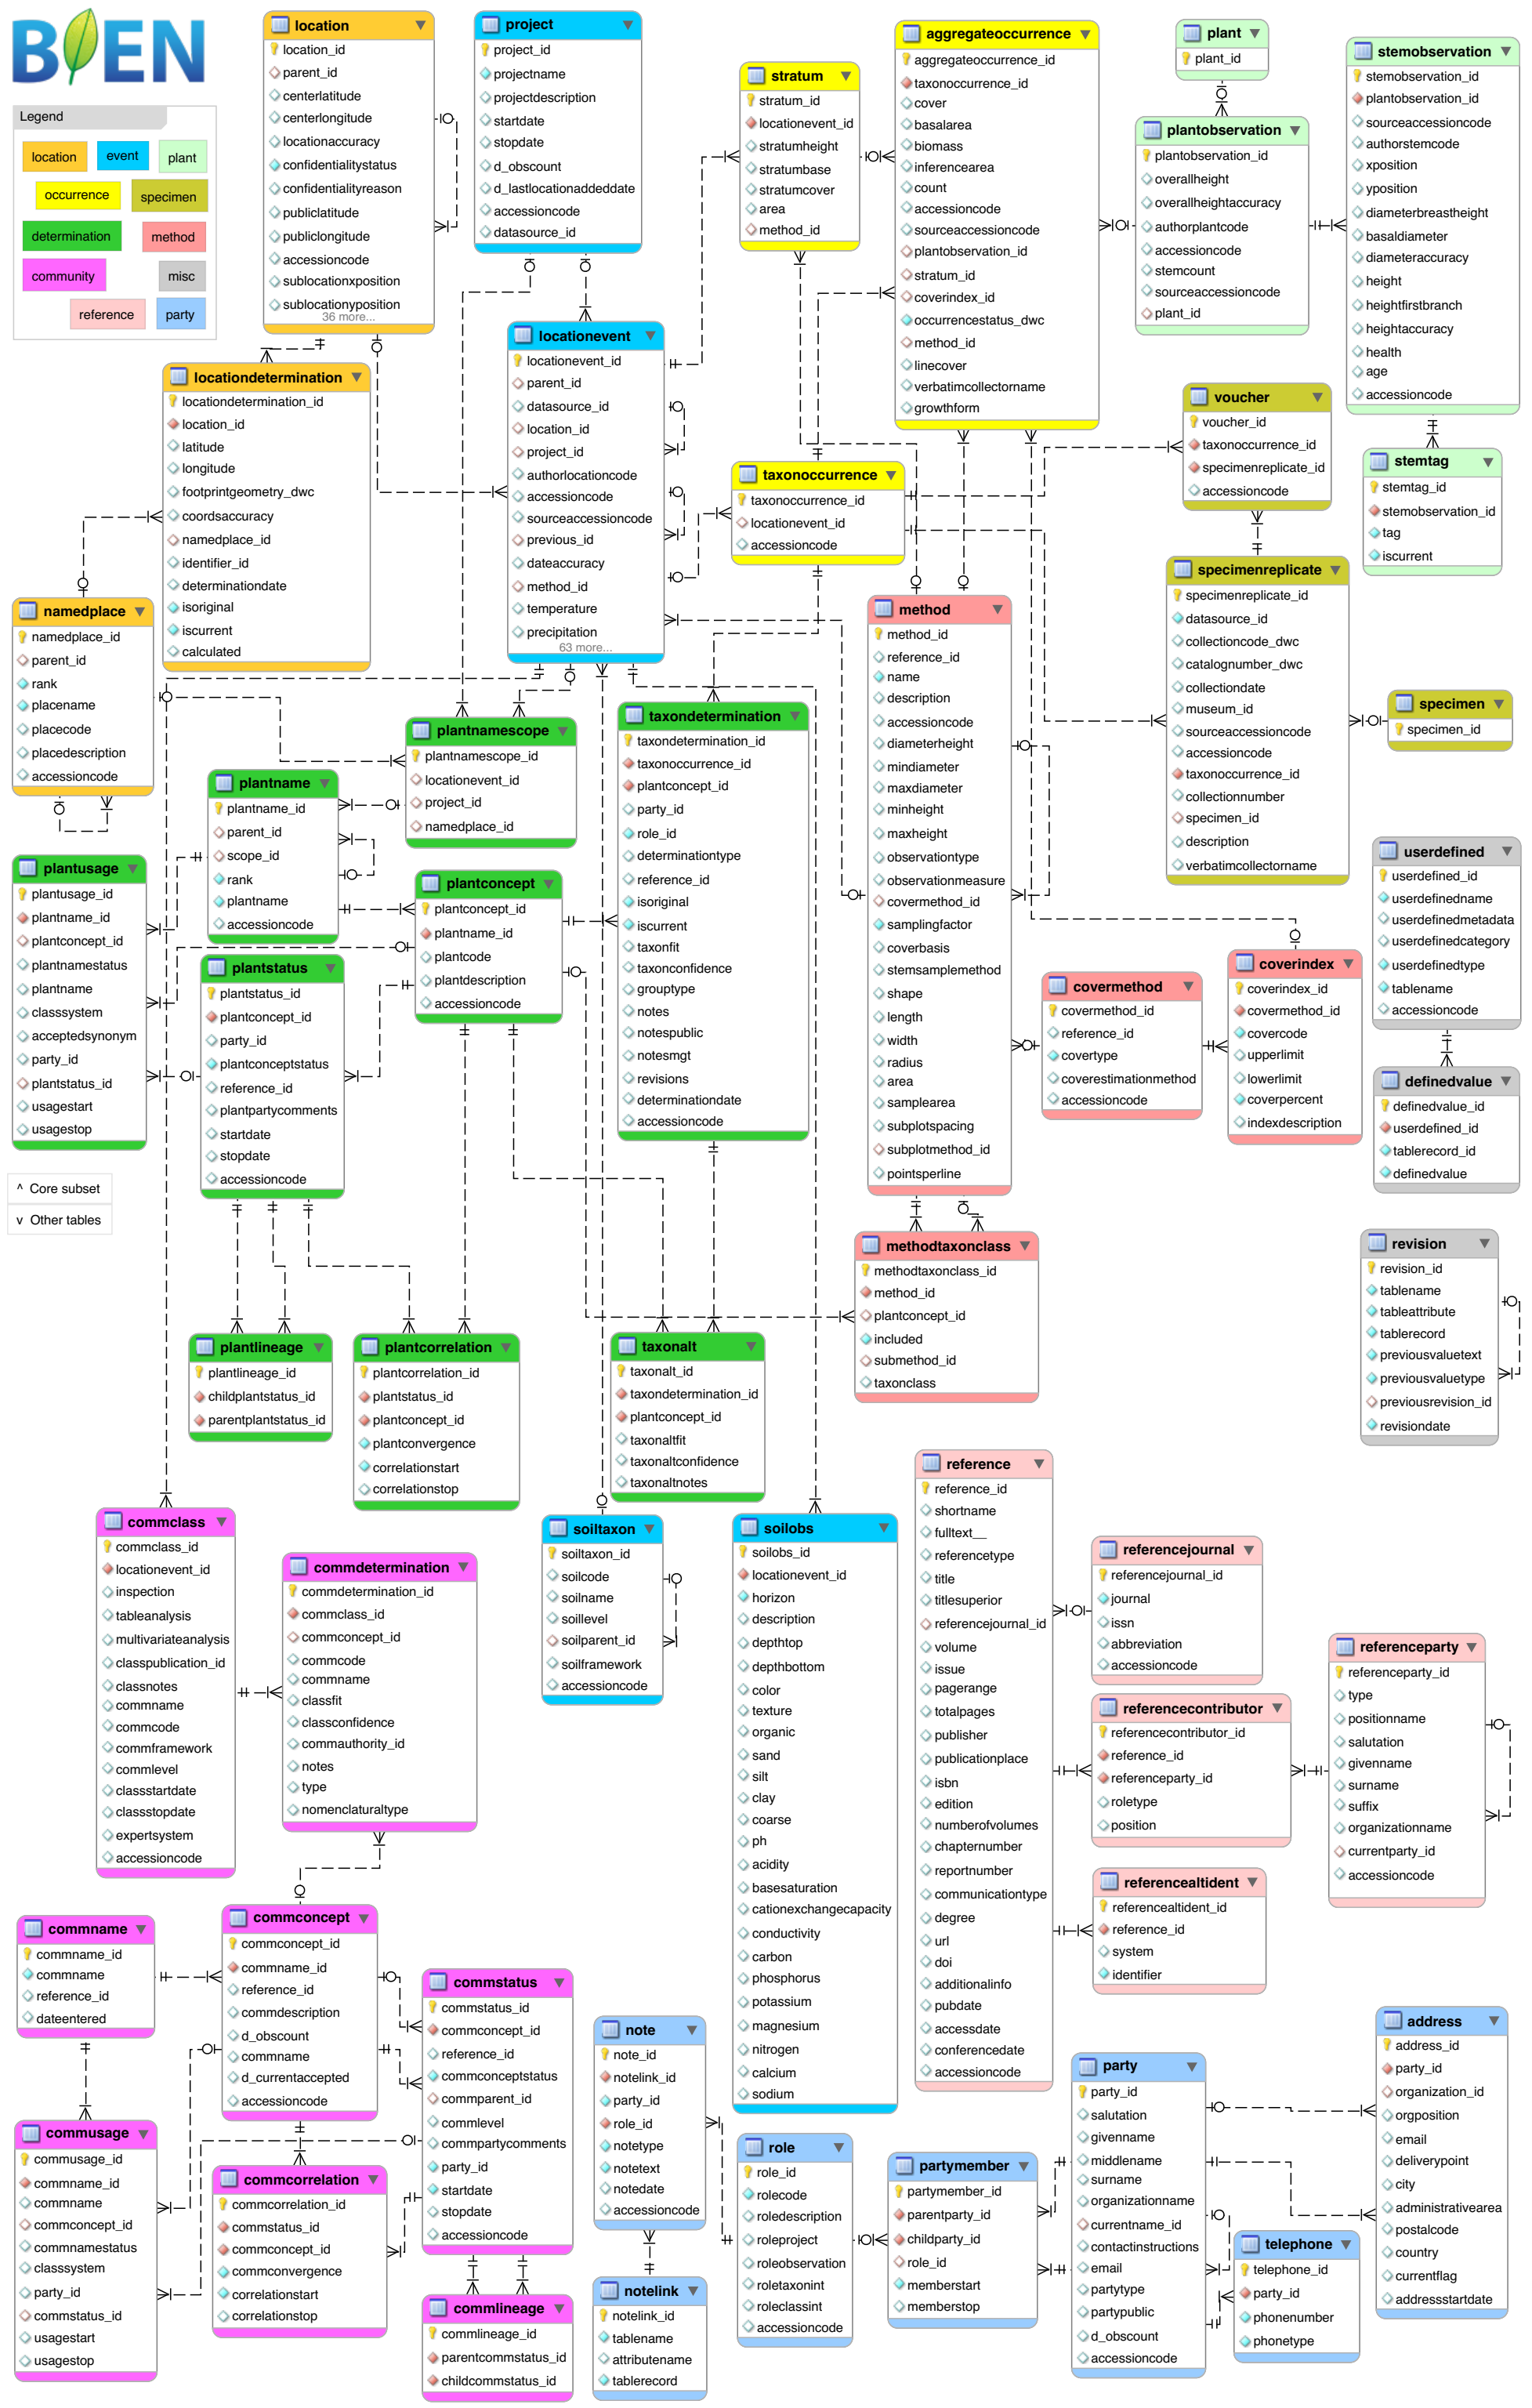 BIEN
Legend
location
event
plant
occurrence
specimen
determination
method
community
misc
reference
party
location
location_id
parent_id
centerlatitude
centerlongitude
locationaccuracy
confidentialitystatus
confidentialityreason
publiclatitude
publiclongitude
accessioncode
sublocationxposition
sublocationyposition
36 more...
project
project_id
projectname
projectdescription
startdate
stopdate
d_obscount
d_lastlocationaddeddate
accessioncode
datasource_id
stratum
stratum_id
locationevent_id
stratumheight
stratumbase
stratumcover
area
method_id
aggregateoccurrence
aggregateoccurrence_id
taxonoccurrence_id
cover
basalarea
biomass
inferencearea
count
accessioncode
sourceaccessioncode
plantobservation_id
stratum_id
coverindex_id
occurrencestatus_dwc
method_id
linecover
verbatimcollectorname
growthform
plant
plant_id
plantobservation
plantobservation_id
overallheight
overallheightaccuracy
authorplantcode
accessioncode
stemcount
sourceaccessioncode
plant_id
stemobservation
stemobservation_id
plantobservation_id
sourceaccessioncode
authorstemcode
xposition
yposition
diameterbreastheight
basaldiameter
diameteraccuracy
height
heightfirstbranch
heightaccuracy
health
age
accessioncode
locationdetermination
locationdetermination_id
location_id
latitude
longitude
footprintgeometry_dwc
coordsaccuracy
namedplace_id
identifier_id
determinationdate
isoriginal
iscurrent
calculated
locationevent
locationevent_id
parent_id
datasource_id
location_id
project_id
authorlocationcode
accessioncode
sourceaccessioncode
previous_id
dateaccuracy
method_id
temperature
precipitation
63 more...
taxonoccurrence
taxonoccurrence_id
locationevent_id
accessioncode
voucher
voucher_id
taxonoccurrence_id
specimenreplicate_id
accessioncode
stemtag
stemtag_id
stemobservation_id
tag
iscurrent
namedplace
namedplace_id
parent_id
rank
placename
placecode
placedescription
accessioncode
method
method_id
reference_id
name
description
accessioncode
diameterheight
mindiameter
maxdiameter
minheight
maxheight
observationtype
observationmeasure
covermethod_id
samplingfactor
coverbasis
stemsamplemethod
shape
length
width
radius
area
samplearea
subplotspacing
subplotmethod_id
pointsperline
specimenreplicate
specimenreplicate_id
datasource_id
collectioncode_dwc
catalognumber_dwc
collectiondate
museum_id
sourceaccessioncode
accessioncode
taxonoccurrence_id
collectionnumber
specimen_id
description
verbatimcollectorname
specimen
specimen_id
plantnamescope
plantnamescope_id
locationevent_id
project_id
namedplace_id
taxondetermination
taxondetermination_id
taxonoccurrence_id
plantconcept_id
party_id
role_id
determinationtype
reference_id
isoriginal
iscurrent
taxonfit
taxonconfidence
grouptype
notes
notespublic
notesmgt
revisions
determinationdate
accessioncode
plantname
plantname_id
parent_id
scope_id
rank
plantname
accessioncode
plantusage
plantusage_id
plantname_id
plantconcept_id
plantnamestatus
plantname
classsystem
acceptedsynonym
party_id
plantstatus_id
usagestart
usagestop
plantconcept
plantconcept_id
plantname_id
plantcode
plantdescription
accessioncode
plantstatus
plantstatus_id
plantconcept_id
party_id
plantconceptstatus
reference_id
plantpartycomments
startdate
stopdate
accessioncode
userdefined
userdefined_id
userdefinedname
userdefinedmetadata
userdefinedcategory
userdefinedtype
tablename
accessioncode
covermethod
covermethod_id
reference_id
covertype
coverestimationmethod
accessioncode
coverindex
coverindex_id
covermethod_id
covercode
upperlimit
lowerlimit
coverpercent
indexdescription
definedvalue
definedvalue_id
userdefined_id
tablerecord_id
definedvalue
^ Core subset
v Other tables
methodtaxonclass
methodtaxonclass_id
method_id
plantconcept_id
included
submethod_id
taxonclass
revision
revision_id
tablename
tableattribute
tablerecord
previousvaluetext
previousvaluetype
previousrevision_id
revisiondate
plantlineage
plantlineage_id
childplantstatus_id
parentplantstatus_id
plantcorrelation
plantcorrelation_id
plantstatus_id
plantconcept_id
plantconvergence
correlationstart
correlationstop
taxonalt
taxonalt_id
taxondetermination_id
plantconcept_id
taxonaltfit
taxonaltconfidence
taxonaltnotes
commclass
commclass_id
locationevent_id
inspection
tableanalysis
multivariateanalysis
classpublication_id
classnotes
commname
commcode
commframework
commlevel
classstartdate
classstopdate
expertsystem
accessioncode
commdetermination
commdetermination_id
commclass_id
commconcept_id
commcode
commname
classfit
classconfidence
commauthority_id
notes
type
nomenclaturaltype
soiltaxon
soiltaxon_id
soilcode
soilname
soillevel
soilparent_id
soilframework
accessioncode
soilobs
soilobs_id
locationevent_id
horizon
description
depthtop
depthbottom
color
texture
organic
sand
silt
clay
coarse
ph
acidity
basesaturation
cationexchangecapacity
conductivity
carbon
phosphorus
potassium
magnesium
nitrogen
calcium
sodium
reference
reference_id
shortname
fulltext__
referencetype
title
titlesuperior
referencejournal_id
volume
issue
pagerange
totalpages
publisher
publicationplace
isbn
edition
numberofvolumes
chapternumber
reportnumber
communicationtype
degree
url
doi
additionalinfo
pubdate
accessdate
conferencedate
accessioncode
referencejournal
referencejournal_id
journal
issn
abbreviation
accessioncode
referencecontributor
referencecontributor_id
reference_id
referenceparty_id
roletype
position
referenceparty
referenceparty_id
type
positionname
salutation
givenname
surname
suffix
organizationname
currentparty_id
accessioncode
referencealtident
referencealtident_id
reference_id
system
identifier
commname
commname_id
commname
reference_id
dateentered
commconcept
commconcept_id
commname_id
reference_id
commdescription
d_obscount
commname
d_currentaccepted
accessioncode
commstatus
commstatus_id
commconcept_id
reference_id
commconceptstatus
commparent_id
commlevel
commpartycomments
party_id
startdate
stopdate
accessioncode
commusage
commusage_id
commname_id
commname
commconcept_id
commnamestatus
classsystem
party_id
commstatus_id
usagestart
usagestop
commcorrelation
commcorrelation_id
commstatus_id
commconcept_id
commconvergence
correlationstart
correlationstop
commlineage
commlineage_id
parentcommstatus_id
childcommstatus_id
note
note_id
notelink_id
party_id
role_id
notetype
notetext
notedate
accessioncode
notelink
notelink_id
tablename
attributename
tablerecord
role
role_id
rolecode
roledescription
roleproject
roleobservation
roletaxonint
roleclassint
accessioncode
partymember
partymember_id
parentparty_id
childparty_id
role_id
memberstart
memberstop
party
party_id
salutation
givenname
middlename
surname
organizationname
currentname_id
contactinstructions
email
partytype
partypublic
d_obscount
accessioncode
address
address_id
party_id
organization_id
orgposition
email
deliverypoint
city
administrativearea
postalcode
country
currentflag
addressstartdate
telephone
telephone_id
party_id
phonenumber
phonetype